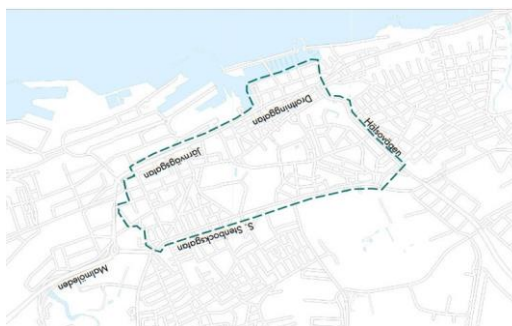 Drottninggatan
Hälsovägen
Järnvägsgatan
S. Stenbocksgatan
Malmöleden